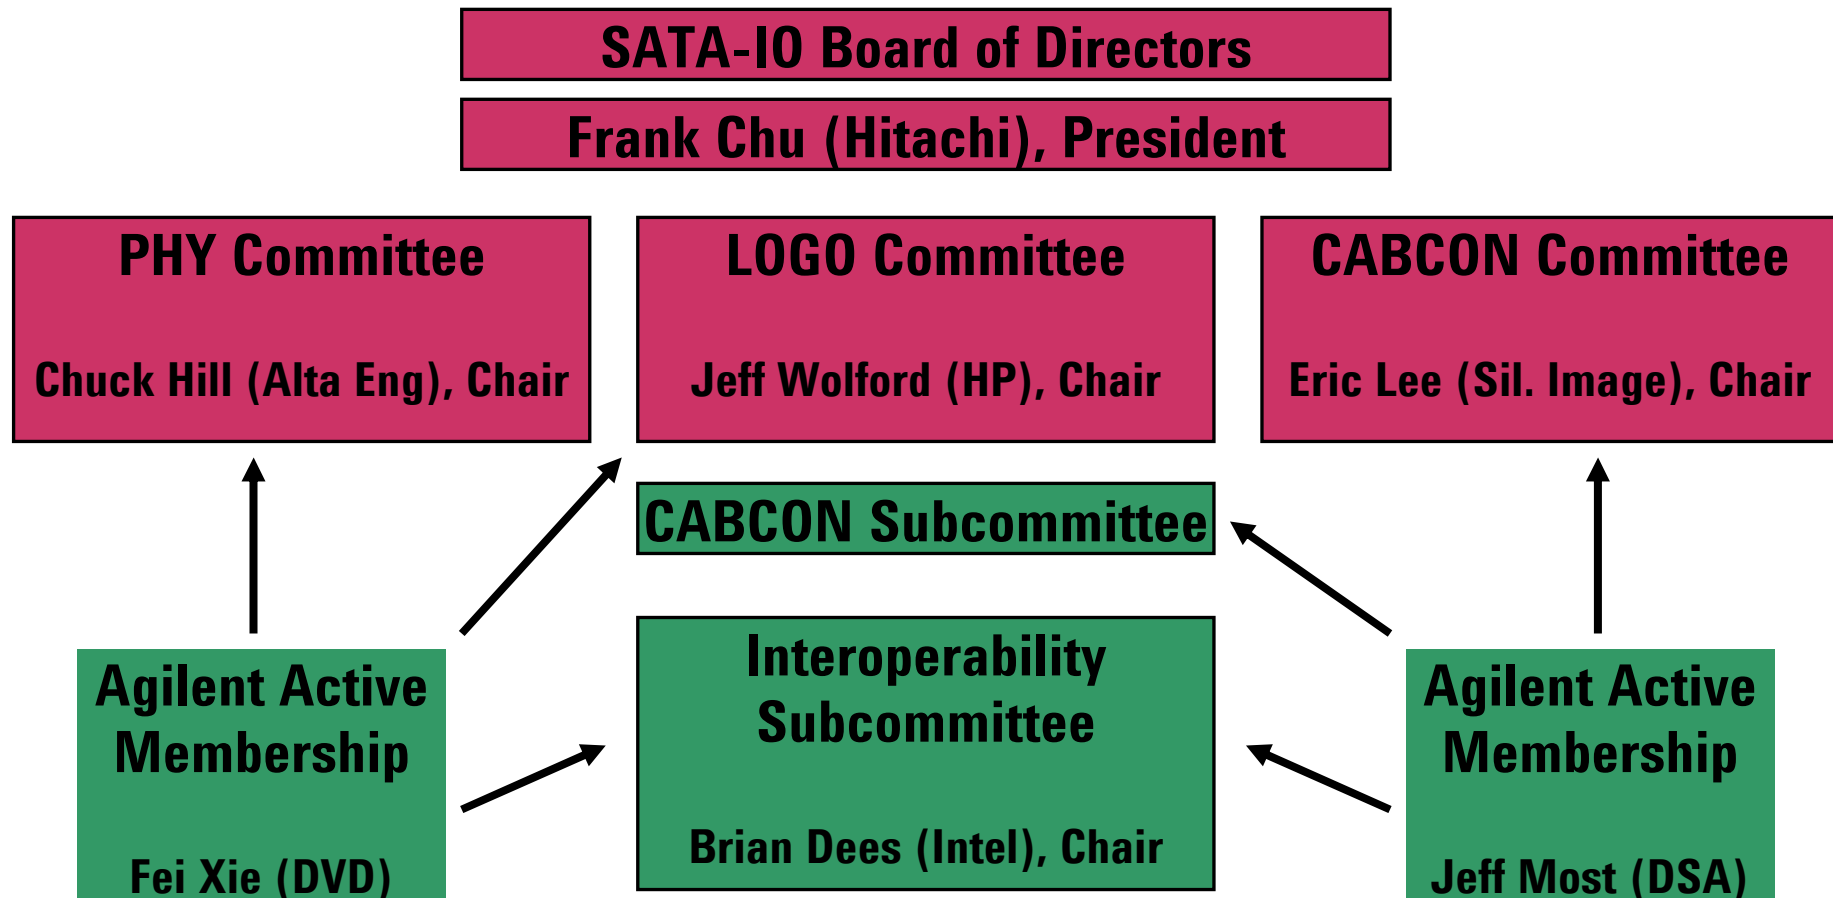 SATA-IO Board of Directors
Frank Chu (Hitachi), President
PHY Committee
Chuck Hill (Alta Eng), Chair
LOGO Committee
Jeff Wolford (HP), Chair
CABCON Committee
Eric Lee (Sil. Image), Chair
CABCON Subcommittee
Agilent Active
Membership
Fei Xie (DVD)
Interoperability
Subcommittee
Brian Dees (Intel), Chair
Agilent Active
Membership
Jeff Most (DSA)